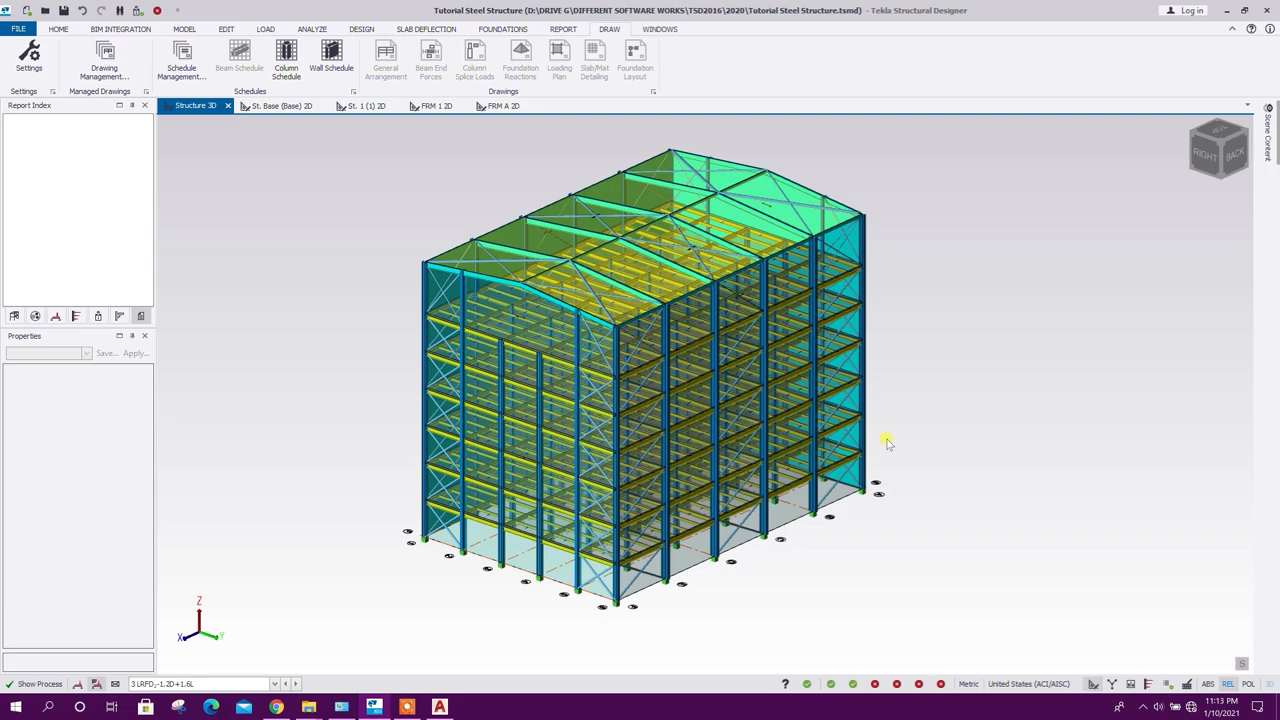 Tutorial Steel Structure (D:\DRIVE G\DIFFERENT SOFTWARE WORKS\TSD2016\2020\Tutorial Steel Structure.tsmd) - Tekla Structural Designer
Log in
FILE HOME BIM INTEGRATION MODEL EDIT LOAD ANALYZE DESIGN SLAB DEFLECTION FOUNDATIONS REPORT DRAW WINDOWS
Settings
Drawing Management...
Schedule Management...
Beam Schedule
Column Schedule
Wall Schedule
General Arrangement
Beam End Forces
Column Splice Loads
Foundation Reactions
Loading Plan
Slab/Mat Detailing
Foundation Layout
Settings Managed Drawings Schedules Drawings
Report Index
Structure 3D St. Base (Base) 2D St. 1 (1) 2D FRM 1 2D FRM A 2D
Scene Content
RIGHT BACK
Properties
Save... Apply...
Z
X Y
S
Show Process 3 LRFD2-1.2D+1.6L Metric United States (ACI/AISC) ABS REL POL 3D
11:13 PM
1/10/2021